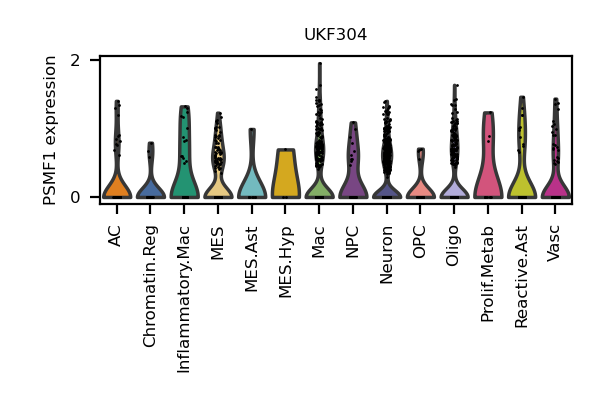 UKF304
PSMF1 expression
2
0
AC
Chromatin.Reg
Inflammatory.Mac
MES
MES.Ast
MES.Hyp
Mac
NPC
Neuron
OPC
Oligo
Prolif.Metab
Reactive.Ast
Vasc